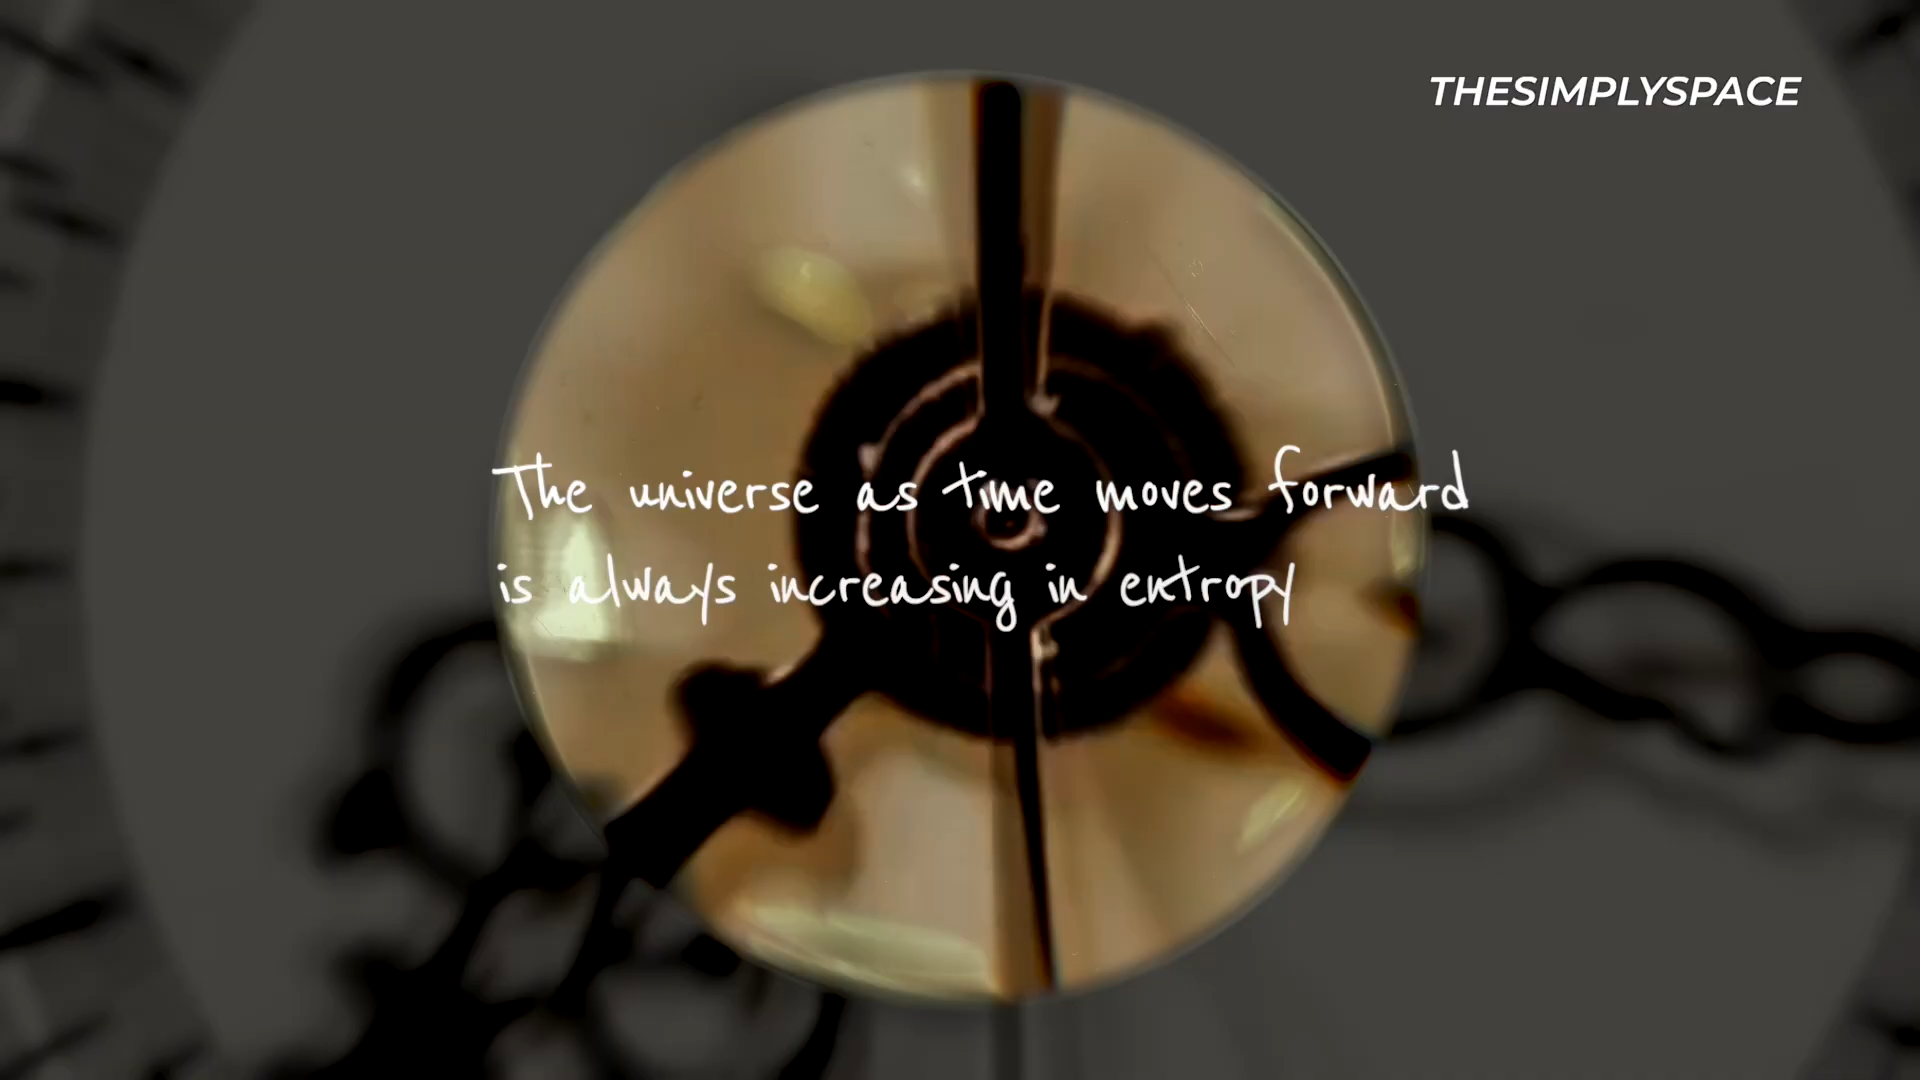 THESIMPLYSPACE
The universe as time moves forward
is always increasing in entropy